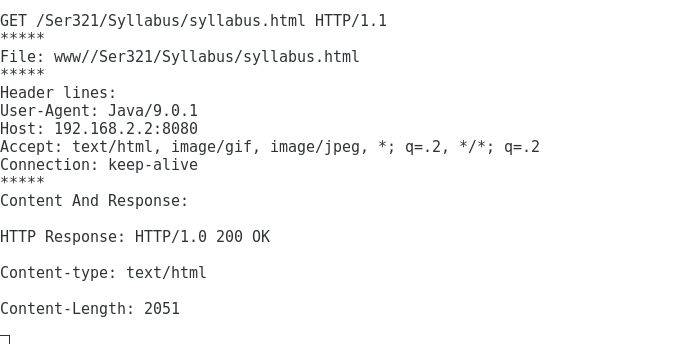 GET /Ser321/Syllabus/syllabus.html HTTP/1.1
*****
File: www//Ser321/Syllabus/syllabus.html
*****
Header lines:
User-Agent: Java/9.0.1
Host: 192.168.2.2:8080
Accept: text/html, image/gif, image/jpeg, *; q=.2, */*; q=.2
Connection: keep-alive
*****
Content And Response:
HTTP Response: HTTP/1.0 200 OK
Content-type: text/html
Content-Length: 2051